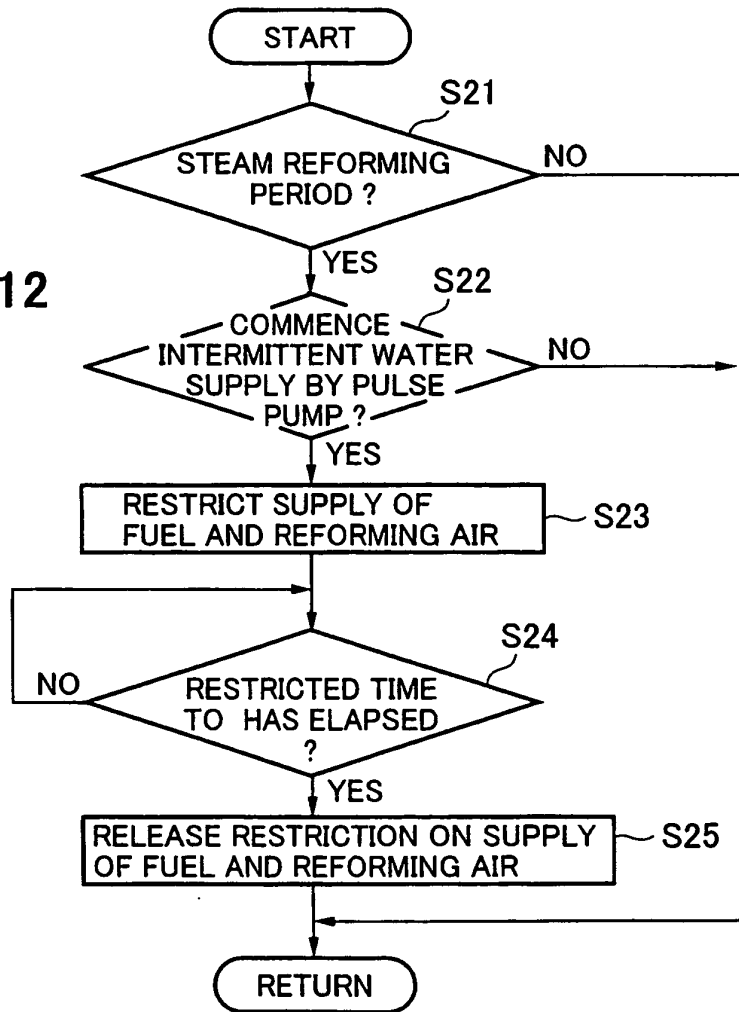 START
S21
STEAM REFORMING
PERIOD ?
NO
YES
12
S22
COMMENCE
INTERMITTENT WATER
SUPPLY BY PULSE
PUMP ?
NO
YES
RESTRICT SUPPLY OF
FUEL AND REFORMING AIR
S23
S24
NO
RESTRICTED TIME
TO HAS ELAPSED
?
YES
RELEASE RESTRICTION ON SUPPLY
OF FUEL AND REFORMING AIR
S25
RETURN